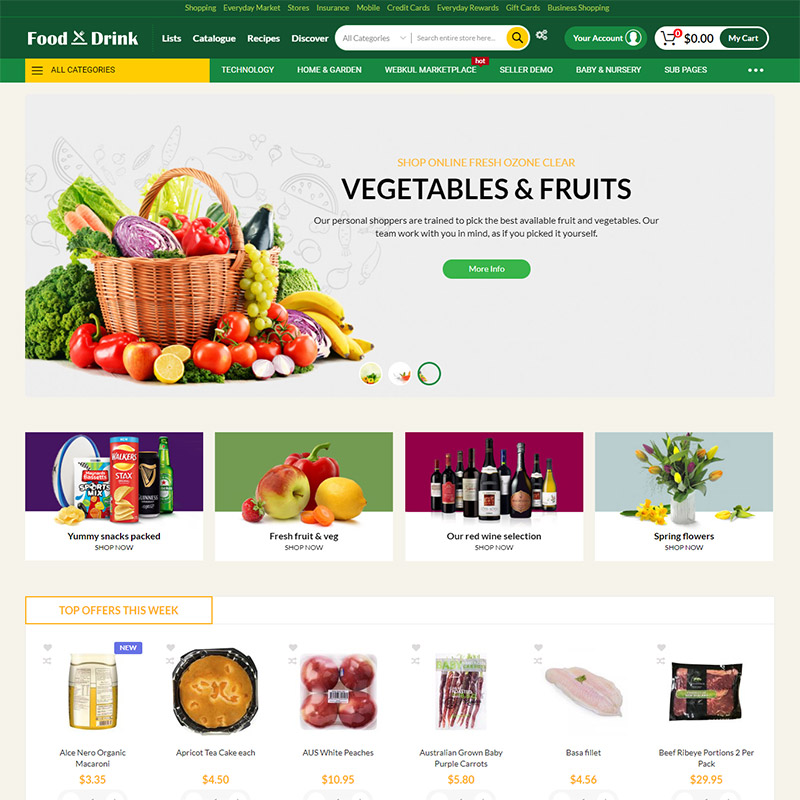 Shopping Everyday Market Stores Insurance Mobile Credit Cards Everyday Rewards Gift Cards Business Shopping
Food Drink
Lists Catalogue Recipes Discover
All Categories
Search entire store here...
Your Account
0
$0.00
My Cart
ALL CATEGORIES
TECHNOLOGY HOME & GARDEN WEBKUL MARKETPLACE hot SELLER DEMO BABY & NURSERY SUB PAGES
SHOP ONLINE FRESH OZONE CLEAR
VEGETABLES & FRUITS
Our personal shoppers are trained to pick the best available fruit and vegetables. Our
team work with you in mind, as if you picked it yourself.
More Info
WALKERS
STAX
Bassetts
SPORTS
MIX
GUINNESS
Yummy snacks packed
SHOP NOW
Fresh fruit & veg
SHOP NOW
Our red wine selection
SHOP NOW
Spring flowers
SHOP NOW
TOP OFFERS THIS WEEK
NEW
BABY
Alce Nero Organic
Macaroni
$3.35
Apricot Tea Cake each
$4.50
AUS White Peaches
$10.95
Australian Grown Baby
Purple Carrots
$5.80
Basa fillet
$4.56
Beef Ribeye Portions 2 Per
Pack
$29.95